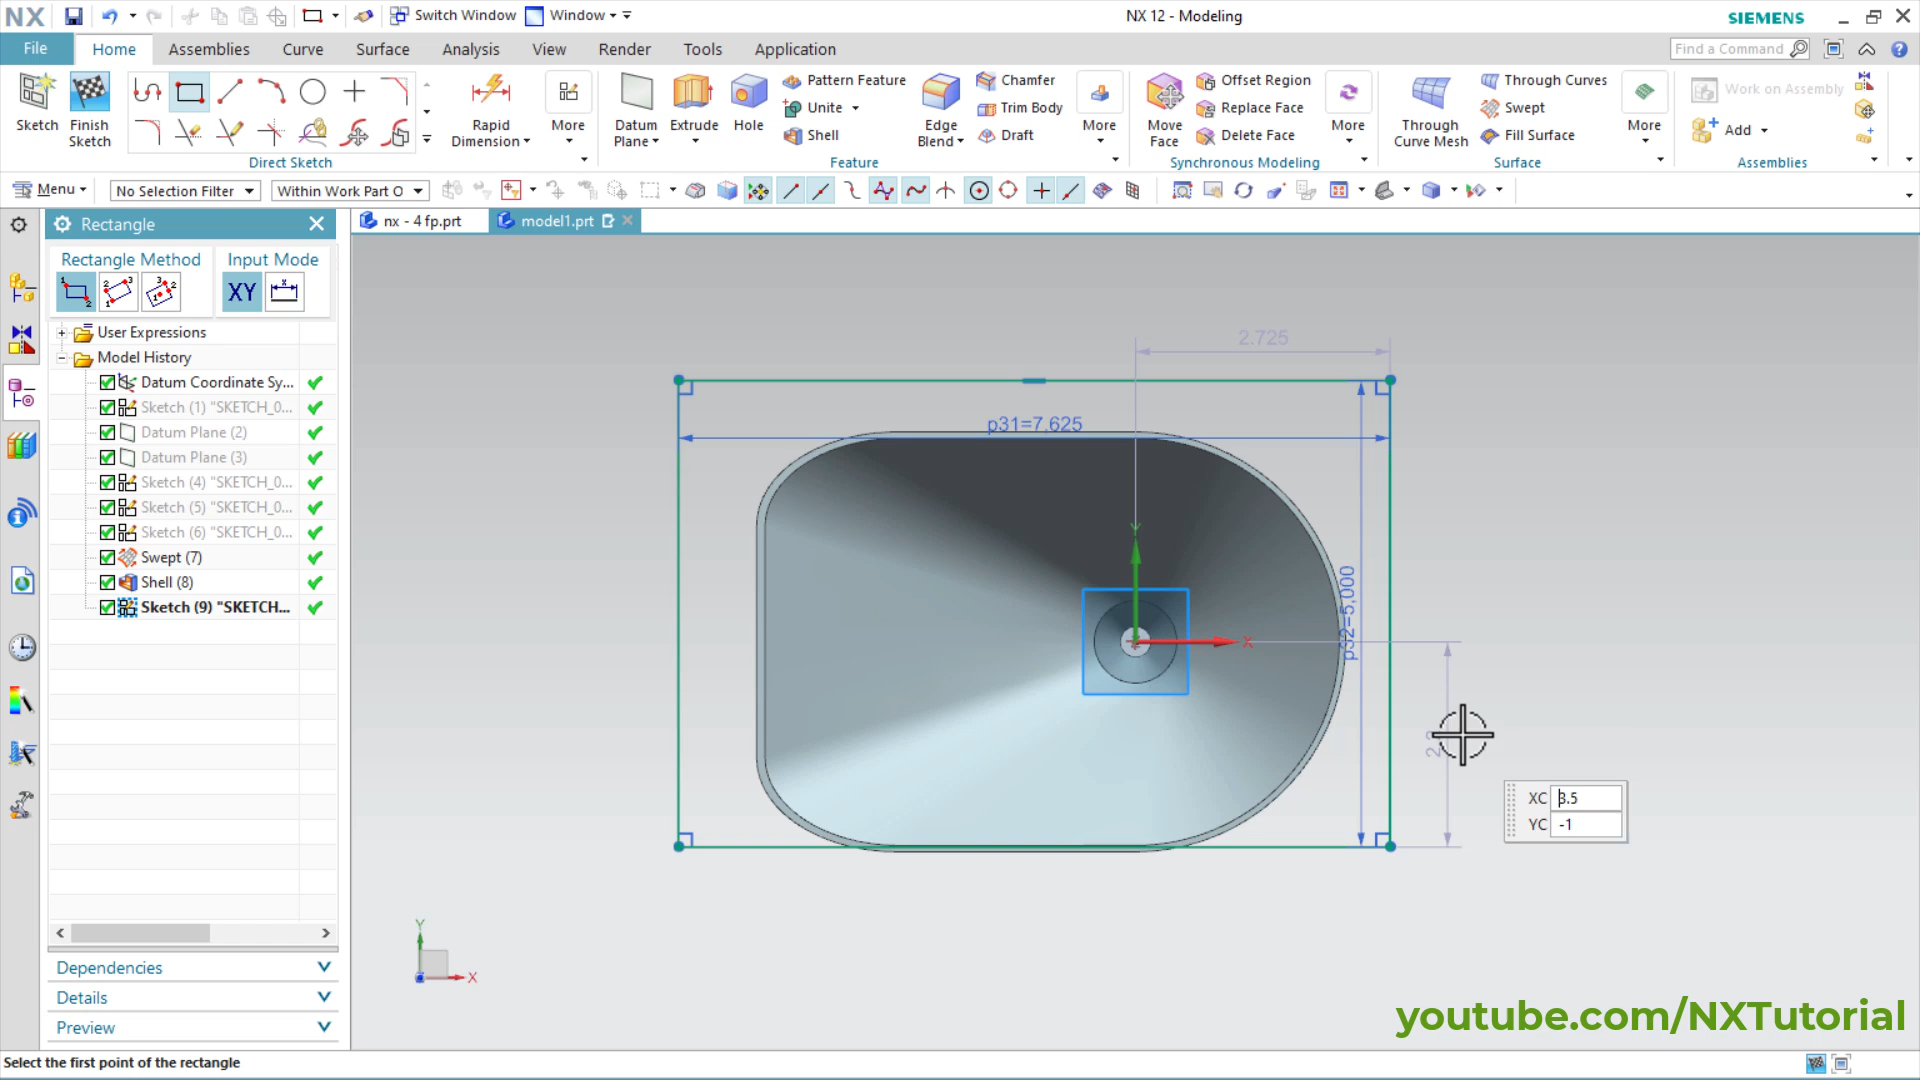 NX
Switch Window
Window
NX 12 - Modeling
SIEMENS
File
Home
Assemblies
Curve
Surface
Analysis
View
Render
Tools
Application
Find a Command
Sketch
Finish
Sketch
Rapid
Dimension
More
Direct Sketch
Datum
Plane
Extrude
Hole
Pattern Feature
Unite
Shell
Edge
Blend
Chamfer
Trim Body
Draft
More
Feature
Move
Face
Offset Region
Replace Face
Delete Face
More
Synchronous Modeling
Through
Curve Mesh
Through Curves
Swept
Fill Surface
More
Surface
Work on Assembly
Add
Assemblies
Menu
No Selection Filter
Within Work Part O
Rectangle
nx - 4 fp.prt
model1.prt
Rectangle Method
Input Mode
XY
User Expressions
Model History
Datum Coordinate Sy...
Sketch (1) "SKETCH_0...
Datum Plane (2)
Datum Plane (3)
Sketch (4) "SKETCH_0...
Sketch (5) "SKETCH_0...
Sketch (6) "SKETCH_0...
Swept (7)
Shell (8)
Sketch (9) "SKETCH...
Dependencies
Details
Preview
2.725
p31=7,625
p32=5,000
Y
X
XC 3.5
YC -1
Y
X
youtube.com/NXTutorial
Select the first point of the rectangle